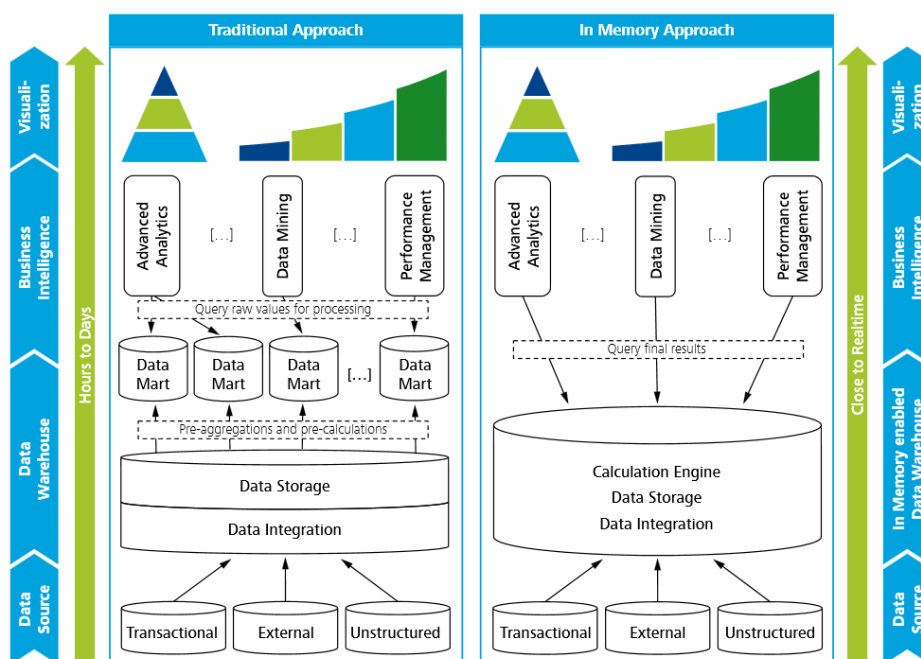 Traditional Approach
In Memory Approach
Visuali-
zation
Business
Intelligence
Data
Warehouse
Data
Source
Hours to Days
Advanced
Analytics
[...]
Data Mining
[...]
Performance
Management
Query raw values for processing
Data
Mart
Data
Mart
Data
Mart
[...]
Data
Mart
Pre-aggregations and pre-calculations
Data Storage
Data Integration
Transactional
External
Unstructured
Advanced
Analytics
[...]
Data Mining
[...]
Performance
Management
Query final results
Calculation Engine
Data Storage
Data Integration
Transactional
External
Unstructured
Close to Realtime
Visuali-
zation
Business
Intelligence
In Memory enabled
Data Warehouse
Data
Source